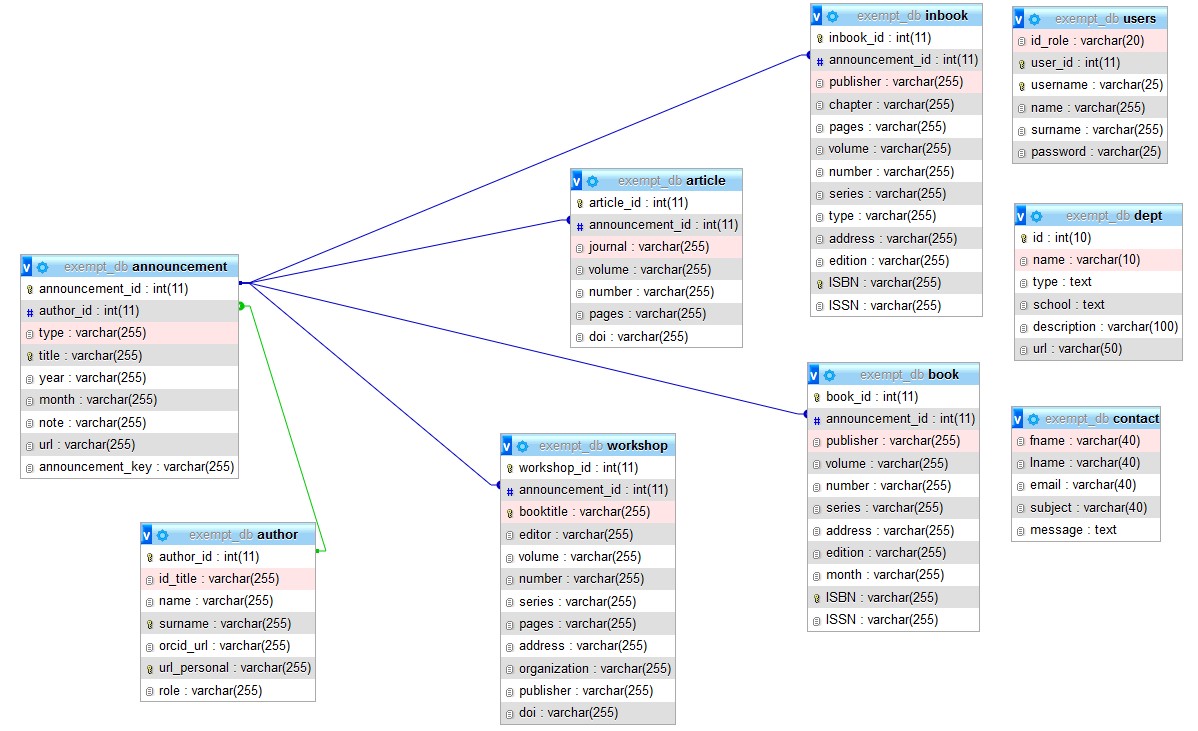 exempt_db announcement
announcement_id : int(11)
author_id : int(11)
type : varchar(255)
title : varchar(255)
year : varchar(255)
month : varchar(255)
note : varchar(255)
url : varchar(255)
announcement_key : varchar(255)
exempt_db author
author_id : int(11)
id_title : varchar(255)
name : varchar(255)
surname : varchar(255)
orcid_url : varchar(255)
url_personal : varchar(255)
role : varchar(255)
exempt_db article
article_id : int(11)
announcement_id : int(11)
journal : varchar(255)
volume : varchar(255)
number : varchar(255)
pages : varchar(255)
doi : varchar(255)
exempt_db workshop
workshop_id : int(11)
announcement_id : int(11)
booktitle : varchar(255)
editor : varchar(255)
volume : varchar(255)
number : varchar(255)
series : varchar(255)
pages : varchar(255)
address : varchar(255)
organization : varchar(255)
publisher : varchar(255)
doi : varchar(255)
exempt_db inbook
inbook_id : int(11)
announcement_id : int(11)
publisher : varchar(255)
chapter : varchar(255)
pages : varchar(255)
volume : varchar(255)
number : varchar(255)
series : varchar(255)
type : varchar(255)
address : varchar(255)
edition : varchar(255)
ISBN : varchar(255)
ISSN : varchar(255)
exempt_db book
book_id : int(11)
announcement_id : int(11)
publisher : varchar(255)
volume : varchar(255)
number : varchar(255)
series : varchar(255)
address : varchar(255)
edition : varchar(255)
month : varchar(255)
ISBN : varchar(255)
ISSN : varchar(255)
exempt_db users
id_role : varchar(20)
user_id : int(11)
username : varchar(25)
name : varchar(255)
surname : varchar(255)
password : varchar(25)
exempt_db dept
id : int(10)
name : varchar(10)
type : text
school : text
description : varchar(100)
url : varchar(50)
exempt_db contact
fname : varchar(40)
lname : varchar(40)
email : varchar(40)
subject : varchar(40)
message : text